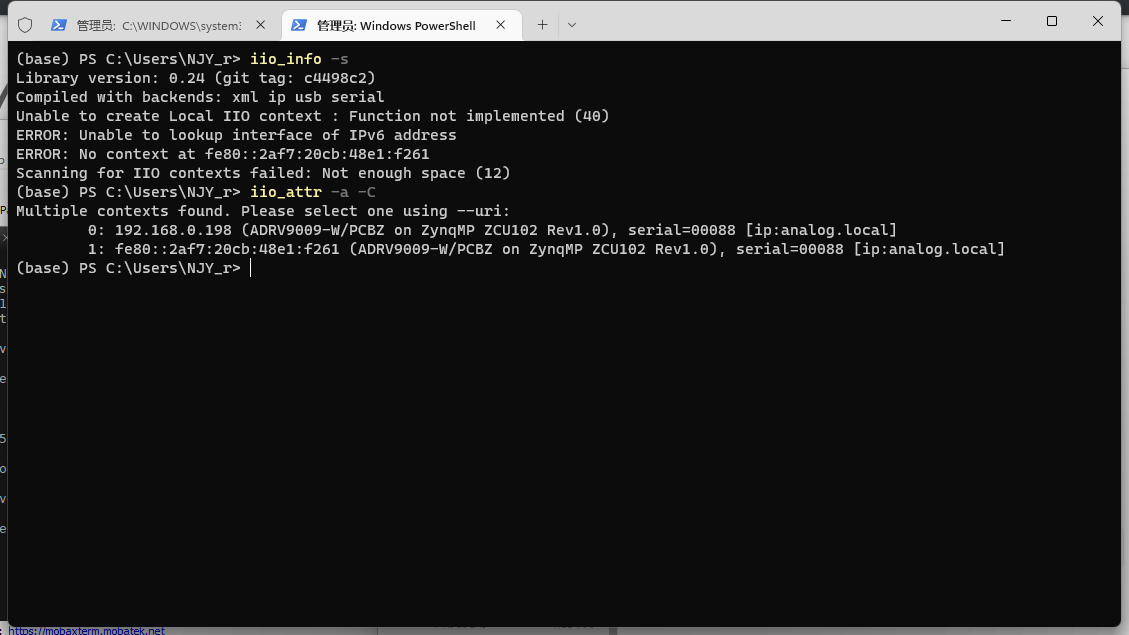 管理员: C:\WINDOWS\system3
管理员: Windows PowerShell
(base) PS C:\Users\NJY_r> iio_info -s
Library version: 0.24 (git tag: c4498c2)
Compiled with backends: xml ip usb serial
Unable to create Local IIO context : Function not implemented (40)
ERROR: Unable to lookup interface of IPv6 address
ERROR: No context at fe80::2af7:20cb:48e1:f261
Scanning for IIO contexts failed: Not enough space (12)
(base) PS C:\Users\NJY_r> iio_attr -a -C
Multiple contexts found. Please select one using --uri:
0: 192.168.0.198 (ADRV9009-W/PCBZ on ZynqMP ZCU102 Rev1.0), serial=00088 [ip:analog.local]
1: fe80::2af7:20cb:48e1:f261 (ADRV9009-W/PCBZ on ZynqMP ZCU102 Rev1.0), serial=00088 [ip:analog.local]
(base) PS C:\Users\NJY_r>
https://mobaxterm.mobatek.net